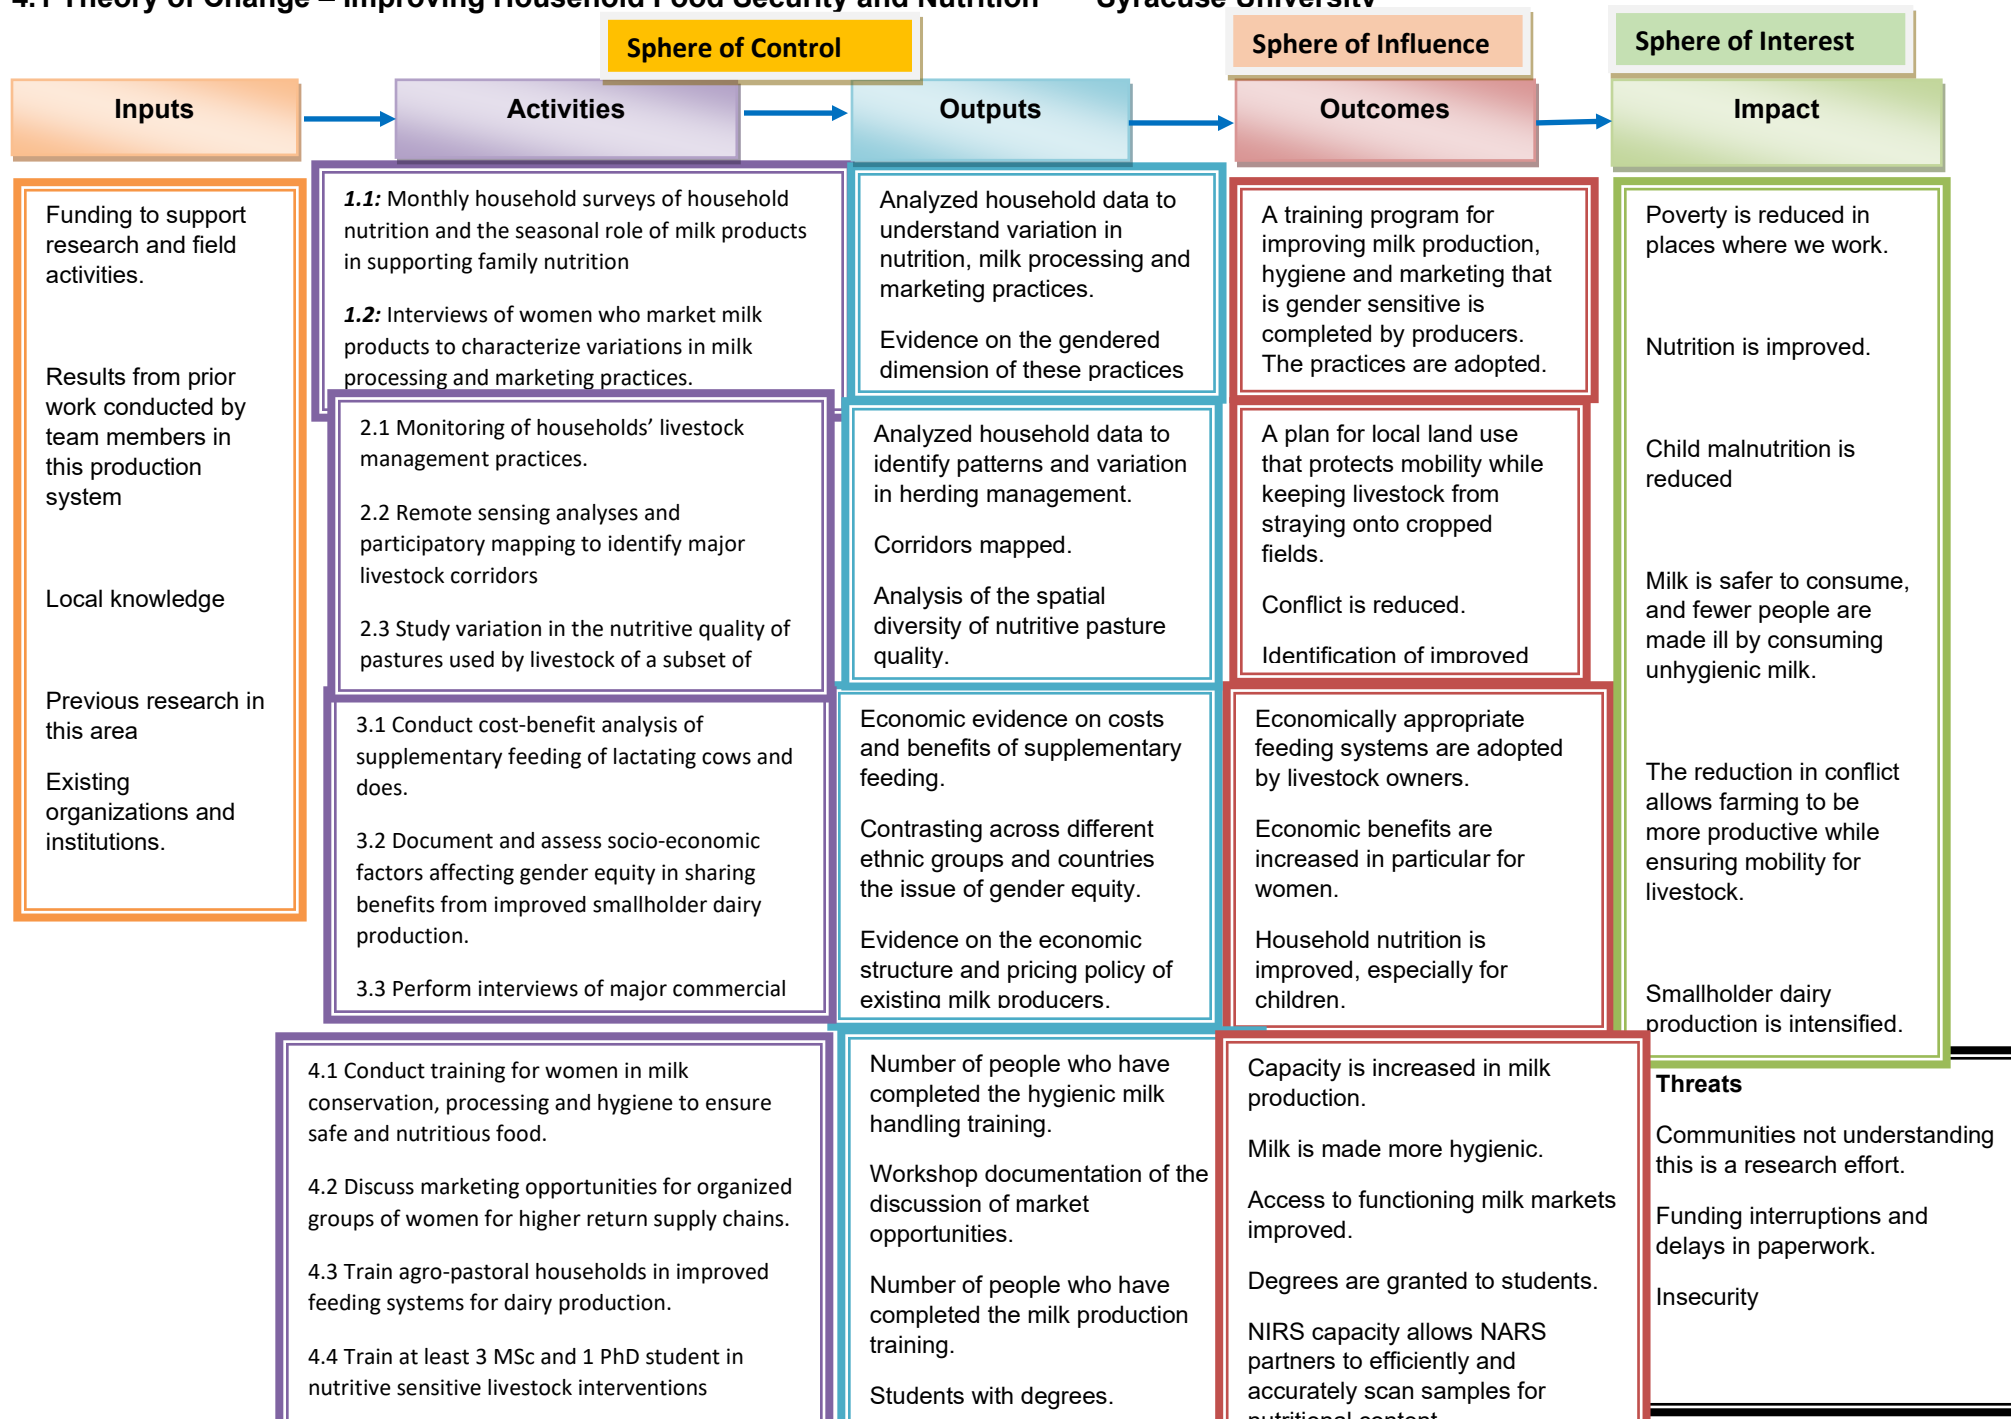 4.1 Theory of Change – Improving Household Food Security and Nutrition Syracuse University
Sphere of Control
Sphere of Influence
Sphere of Interest
Inputs
Activities
Outputs
Outcomes
Impact
Funding to support
research and field
activities.
Results from prior
work conducted by
team members in
this production
system
Local knowledge
Previous research in
this area
Existing
organizations and
institutions.
1.1: Monthly household surveys of household
nutrition and the seasonal role of milk products
in supporting family nutrition
1.2: Interviews of women who market milk
products to characterize variations in milk
processing and marketing practices.
2.1 Monitoring of households’ livestock
management practices.
2.2 Remote sensing analyses and
participatory mapping to identify major
livestock corridors
2.3 Study variation in the nutritive quality of
pastures used by livestock of a subset of
3.1 Conduct cost-benefit analysis of
supplementary feeding of lactating cows and
does.
3.2 Document and assess socio-economic
factors affecting gender equity in sharing
benefits from improved smallholder dairy
production.
3.3 Perform interviews of major commercial
4.1 Conduct training for women in milk
conservation, processing and hygiene to ensure
safe and nutritious food.
4.2 Discuss marketing opportunities for organized
groups of women for higher return supply chains.
4.3 Train agro-pastoral households in improved
feeding systems for dairy production.
4.4 Train at least 3 MSc and 1 PhD student in
nutritive sensitive livestock interventions
Analyzed household data to
understand variation in
nutrition, milk processing and
marketing practices.
Evidence on the gendered
dimension of these practices
Analyzed household data to
identify patterns and variation
in herding management.
Corridors mapped.
Analysis of the spatial
diversity of nutritive pasture
quality.
Economic evidence on costs
and benefits of supplementary
feeding.
Contrasting across different
ethnic groups and countries
the issue of gender equity.
Evidence on the economic
structure and pricing policy of
existing milk producers.
Number of people who have
completed the hygienic milk
handling training.
Workshop documentation of the
discussion of market
opportunities.
Number of people who have
completed the milk production
training.
Students with degrees.
A training program for
improving milk production,
hygiene and marketing that
is gender sensitive is
completed by producers.
The practices are adopted.
A plan for local land use
that protects mobility while
keeping livestock from
straying onto cropped
fields.
Conflict is reduced.
Identification of improved
Economically appropriate
feeding systems are adopted
by livestock owners.
Economic benefits are
increased in particular for
women.
Household nutrition is
improved, especially for
children.
Capacity is increased in milk
production.
Milk is made more hygienic.
Access to functioning milk markets
improved.
Degrees are granted to students.
NIRS capacity allows NARS
partners to efficiently and
accurately scan samples for
nutritional content
Poverty is reduced in
places where we work.
Nutrition is improved.
Child malnutrition is
reduced
Milk is safer to consume,
and fewer people are
made ill by consuming
unhygienic milk.
The reduction in conflict
allows farming to be
more productive while
ensuring mobility for
livestock.
Smallholder dairy
production is intensified.
Threats
Communities not understanding
this is a research effort.
Funding interruptions and
delays in paperwork.
Insecurity